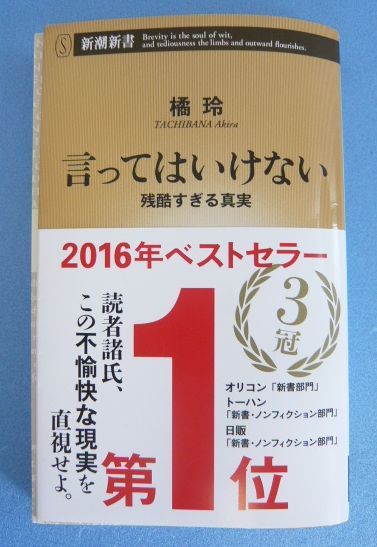 S
新潮新書
Brevity is the soul of wit,
and tediousness the limbs and outward flourishes.
橘 玲
TACHIBANA Akira
言ってはいけない
残酷すぎる真実
2016年ベストセラー
第1位
3冠
オリコン「新書部門」
トーハン
「新書・ノンフィクション部門」
日販
「新書・ノンフィクション部門」
読者諸氏、
この不愉快な現実を
直視せよ。